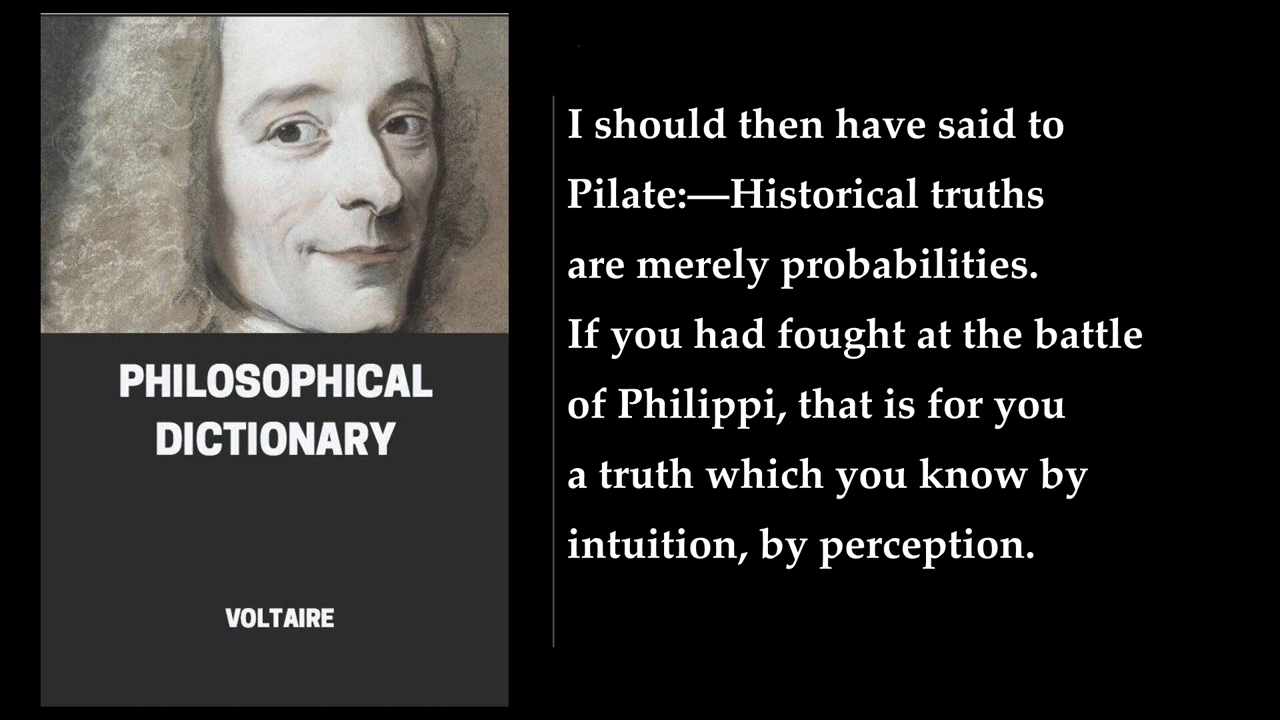 PHILOSOPHICAL
DICTIONARY
VOLTAIRE
I should then have said to
Pilate:—Historical truths
are merely probabilities.
If you had fought at the battle
of Philippi, that is for you
a truth which you know by
intuition, by perception.